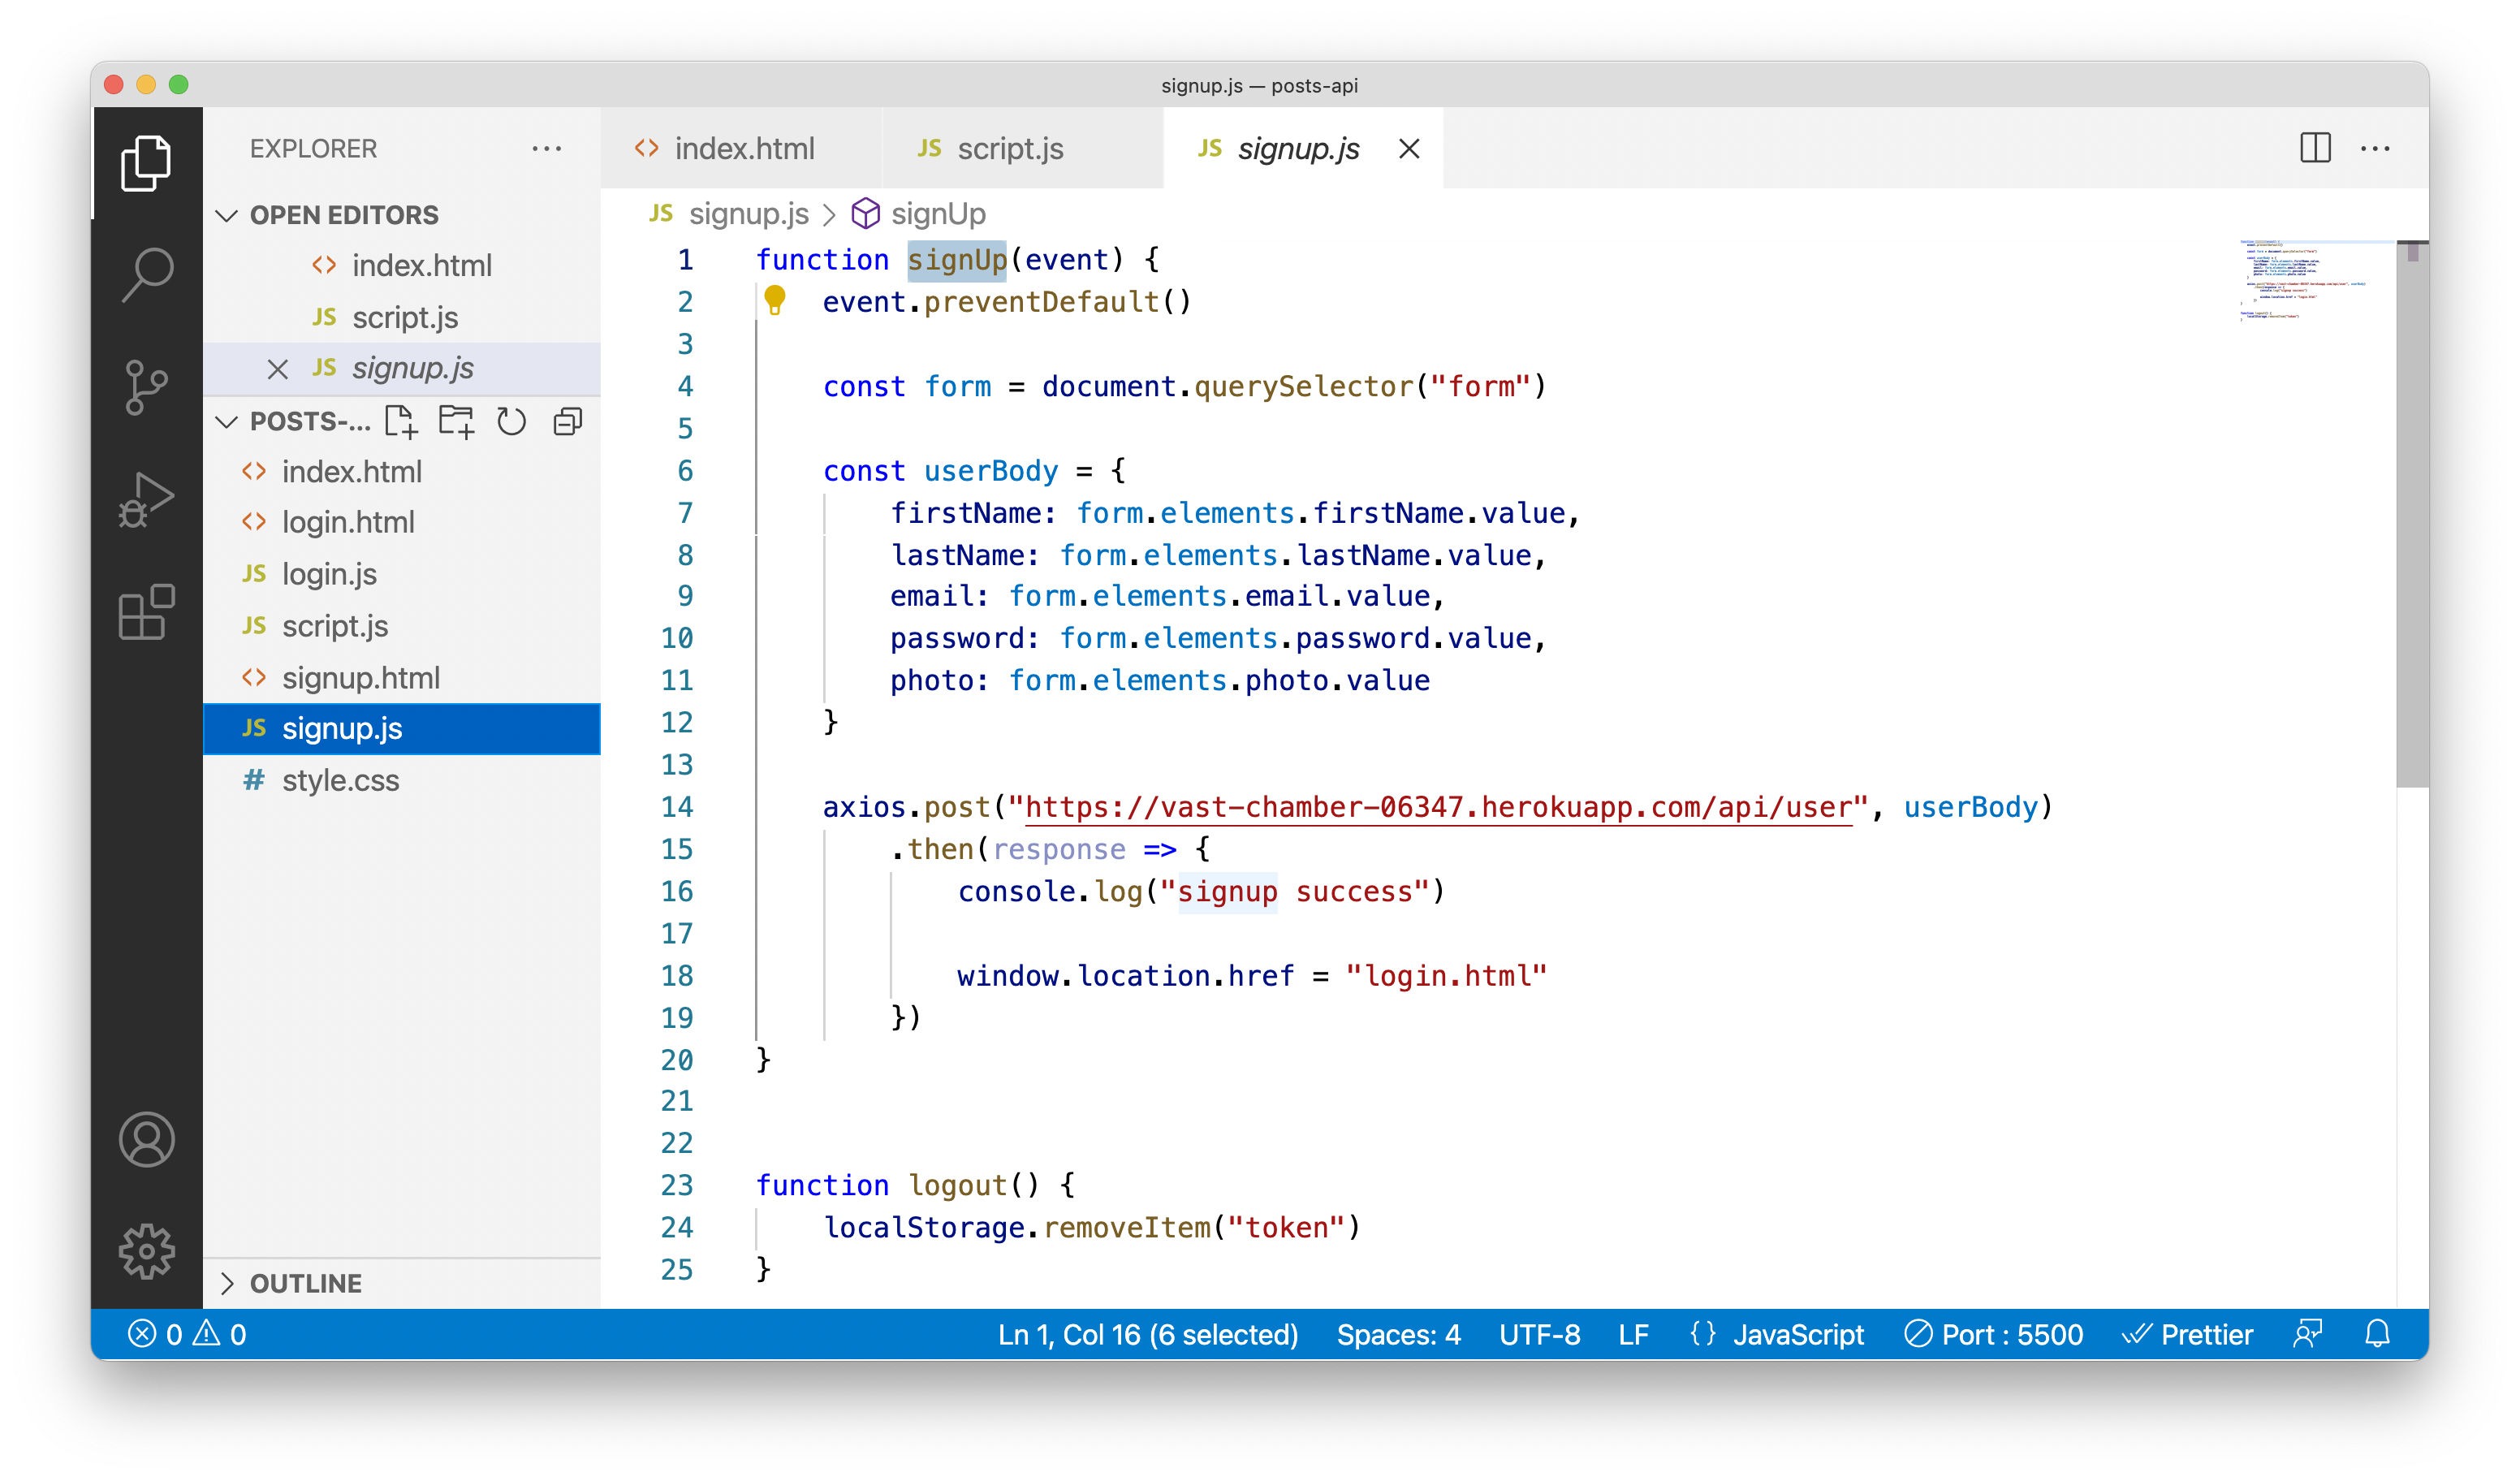 signup.js — posts-api
EXPLORER
OPEN EDITORS
index.html
JS script.js
JS signup.js
POSTS-...
index.html
login.html
JS login.js
JS script.js
signup.html
JS signup.js
# style.css
OUTLINE
index.html
JS script.js
JS signup.js
JS signup.js > signUp
1 function signUp(event) {
2 event.preventDefault()
3
4 const form = document.querySelector("form")
5
6 const userBody = {
7 firstName: form.elements.firstName.value,
8 lastName: form.elements.lastName.value,
9 email: form.elements.email.value,
10 password: form.elements.password.value,
11 photo: form.elements.photo.value
12 }
13
14 axios.post("https://vast-chamber-06347.herokuapp.com/api/user", userBody)
15 .then(response => {
16 console.log("signup success")
17
18 window.location.href = "login.html"
19 })
20 }
21
22
23 function logout() {
24 localStorage.removeItem("token")
25 }
0 0 Ln 1, Col 16 (6 selected) Spaces: 4 UTF-8 LF {} JavaScript Port : 5500 Prettier